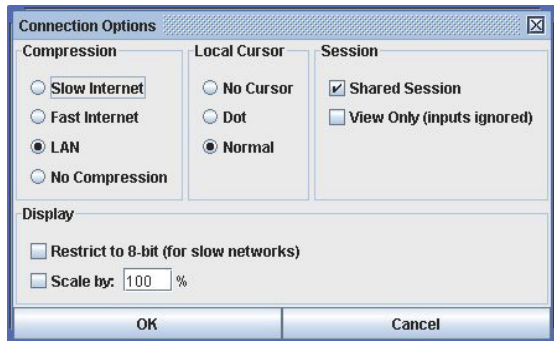 Connection Options
Compression
Slow Internet
Fast Internet
LAN
No Compression
Local Cursor
No Cursor
Dot
Normal
Session
Shared Session
View Only (inputs ignored)
Display
Restrict to 8-bit (for slow networks)
Scale by: 100 %
OK
Cancel